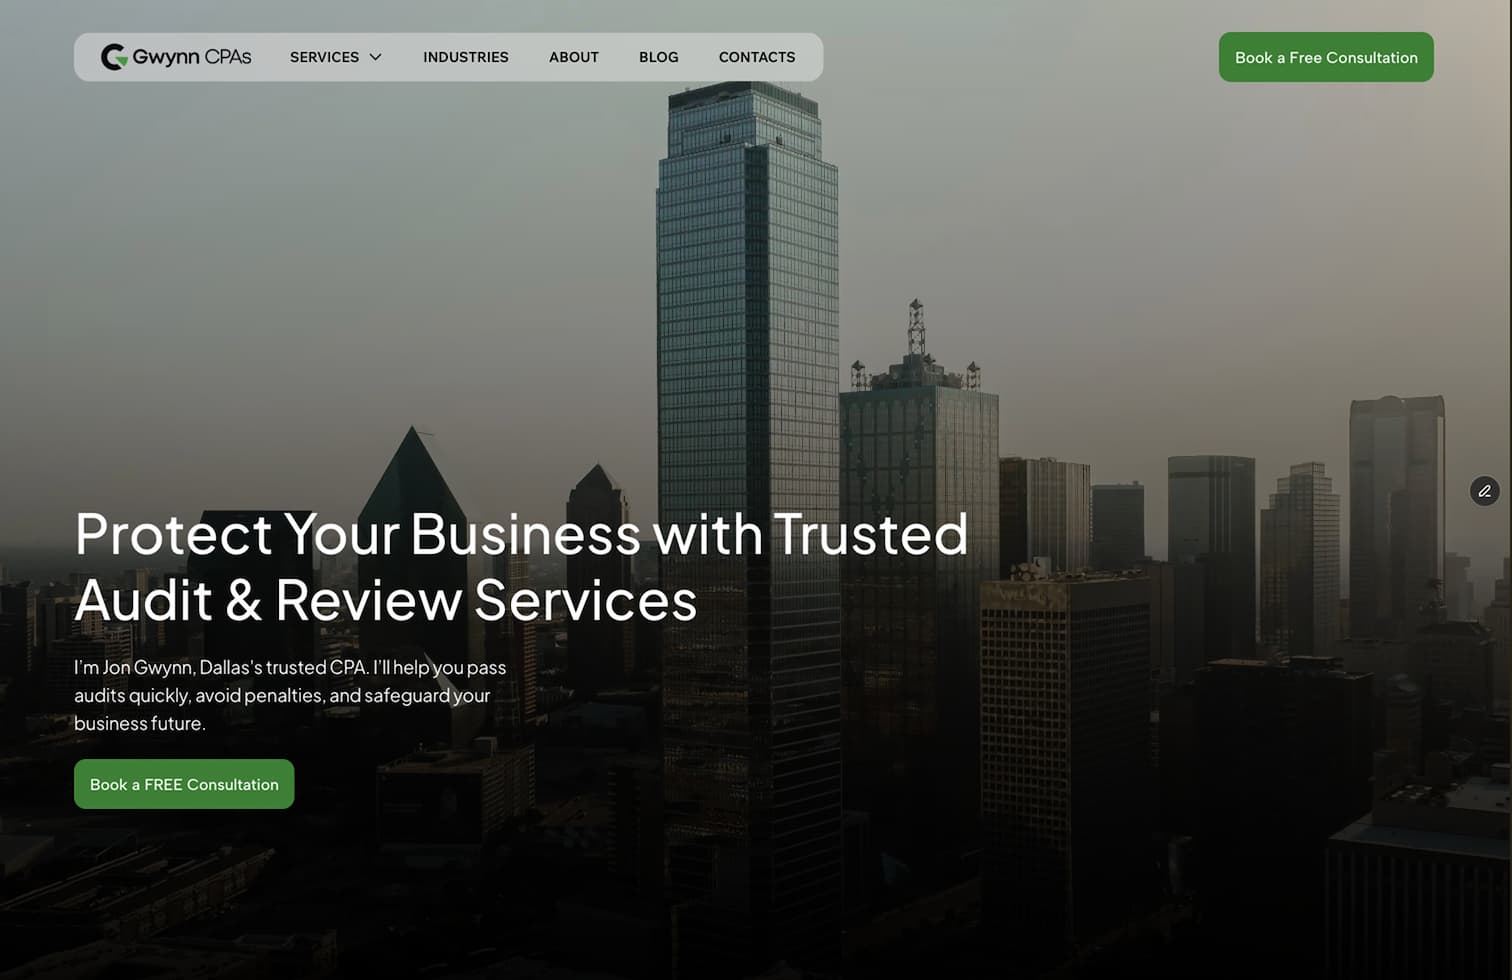 Gwynn CPAs
SERVICES
INDUSTRIES
ABOUT
BLOG
CONTACTS
Book a Free Consultation
Protect Your Business with Trusted
Audit & Review Services
I'm Jon Gwynn, Dallas's trusted CPA. I'll help you pass
audits quickly, avoid penalties, and safeguard your
business future.
Book a FREE Consultation